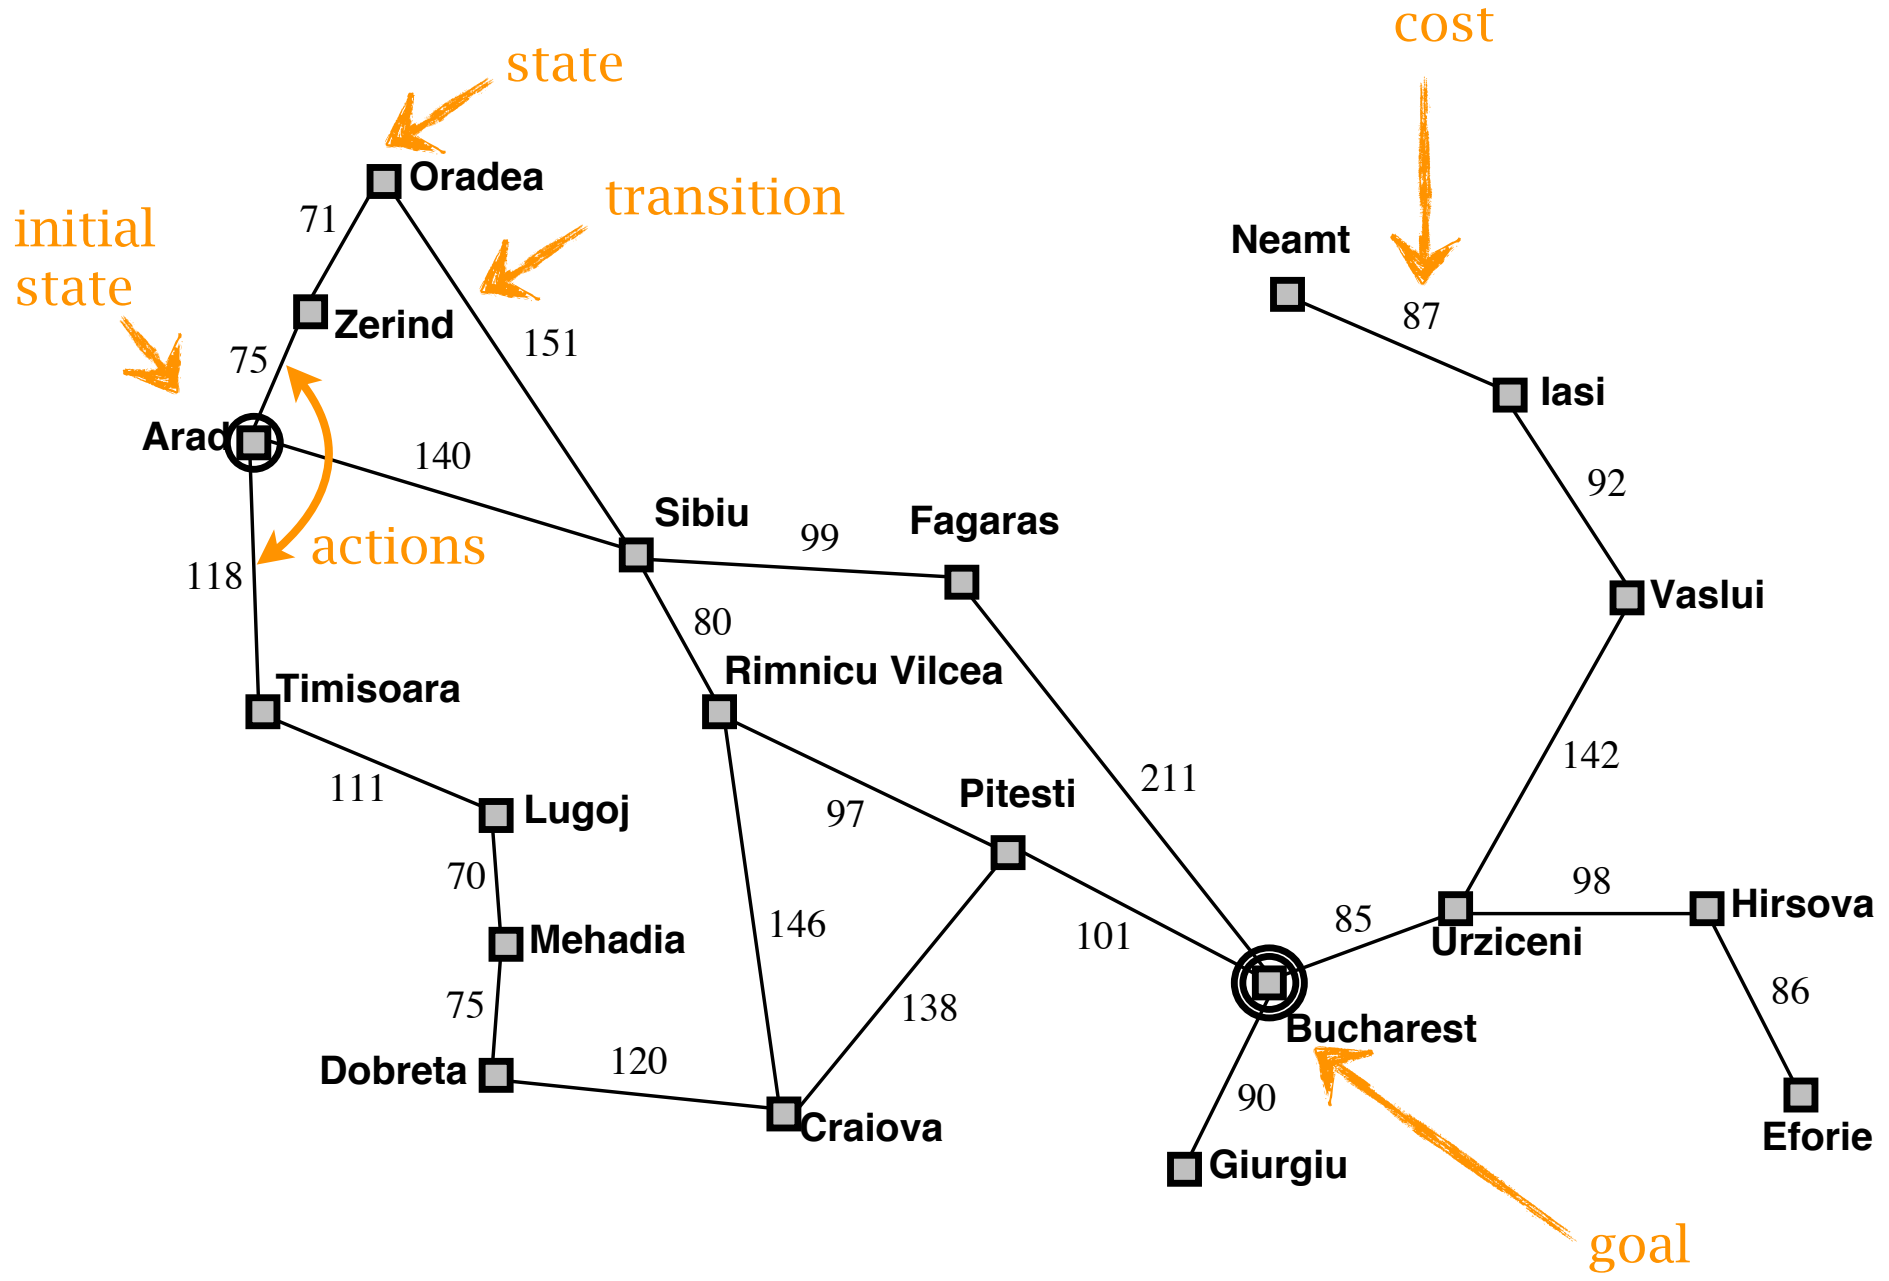 cost
state
Oradea
transition
71
initial
state
Neamt
87
Zerind
151
75
Iasi
Arad
140
92
Sibiu
Fagaras
99
actions
118
Vaslui
80
Rimnicu Vilcea
Timisoara
142
211
111
Pitesti
Lugoj
97
70
98
Hirsova
146
85
101
Mehadia
Urziceni
86
75
138
Bucharest
120
Dobreta
90
Craiova
Eforie
Giurgiu
goal